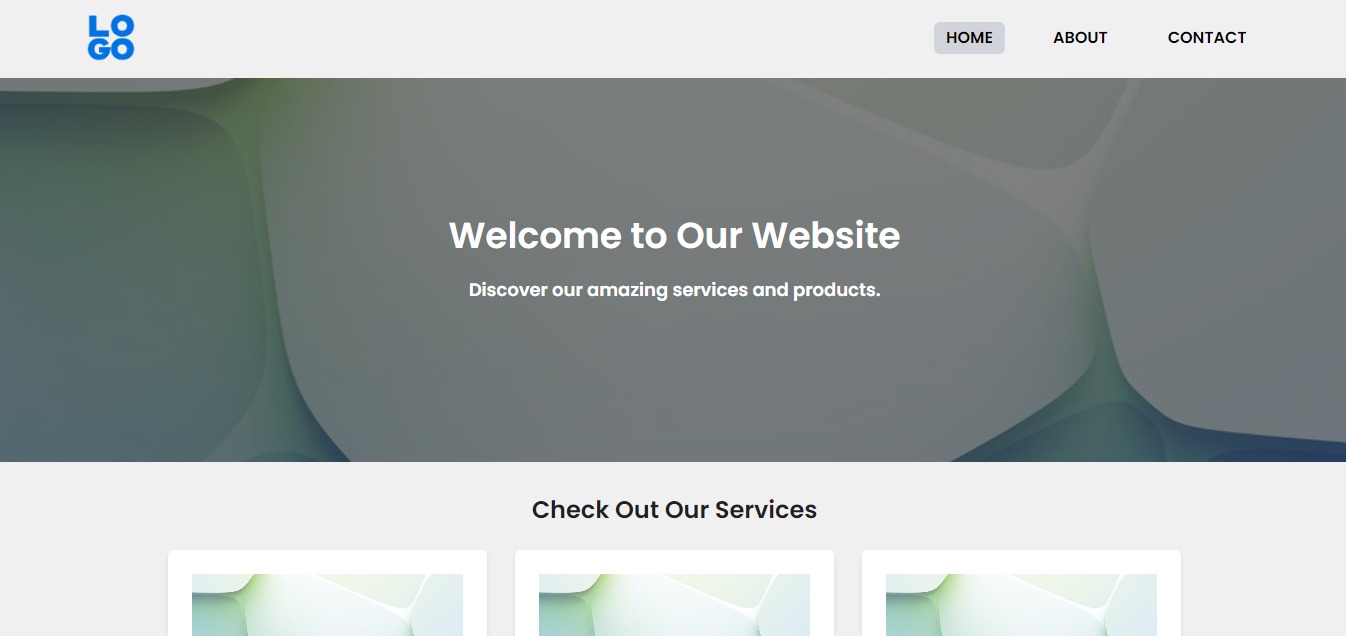 LO
GO
HOME ABOUT CONTACT
Welcome to Our Website
Discover our amazing services and products.
Check Out Our Services